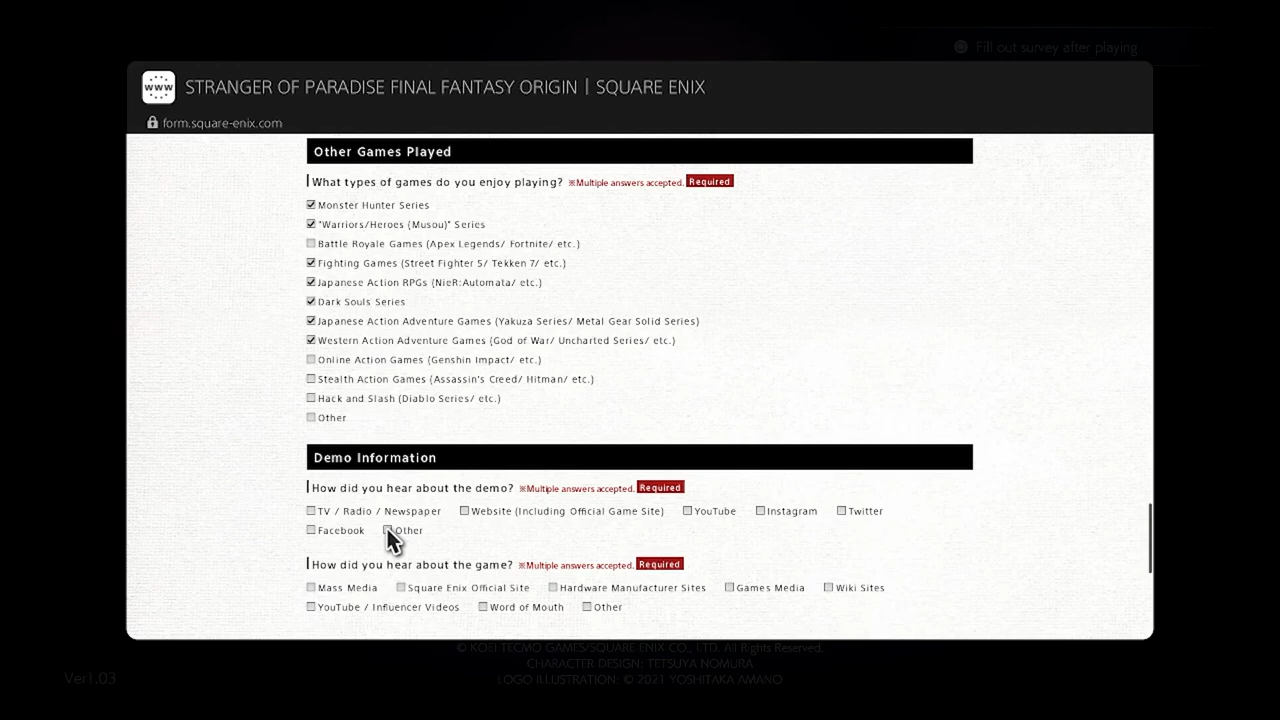 Fill out survey after playing
www
STRANGER OF PARADISE FINAL FANTASY ORIGIN | SQUARE ENIX
form.square-enix.com
Other Games Played
What types of games do you enjoy playing? ※Multiple answers accepted. Required
Monster Hunter Series
"Warriors/Heroes (Musou)" Series
Battle Royale Games (Apex Legends/ Fortnite/ etc.)
Fighting Games (Street Fighter 5/ Tekken 7/ etc.)
Japanese Action RPGs (NieR:Automata/ etc.)
Dark Souls Series
Japanese Action Adventure Games (Yakuza Series/ Metal Gear Solid Series)
Western Action Adventure Games (God of War/ Uncharted Series/ etc.)
Online Action Games (Genshin Impact/ etc.)
Stealth Action Games (Assassin's Creed/ Hitman/ etc.)
Hack and Slash (Diablo Series/ etc.)
Other
Demo Information
How did you hear about the demo? ※Multiple answers accepted. Required
TV / Radio / Newspaper Website (Including Official Game Site) YouTube Instagram Twitter
Facebook Other
How did you hear about the game? ※Multiple answers accepted. Required
Mass Media Square Enix Official Site Hardware Manufacturer Sites Games Media Wiki Sites
YouTube / Influencer Videos Word of Mouth Other
© KOEI TECMO GAMES/SQUARE ENIX CO., LTD. All Rights Reserved.
CHARACTER DESIGN: TETSUYA NOMURA
LOGO ILLUSTRATION: © 2021 YOSHITAKA AMANO
Ver1.03